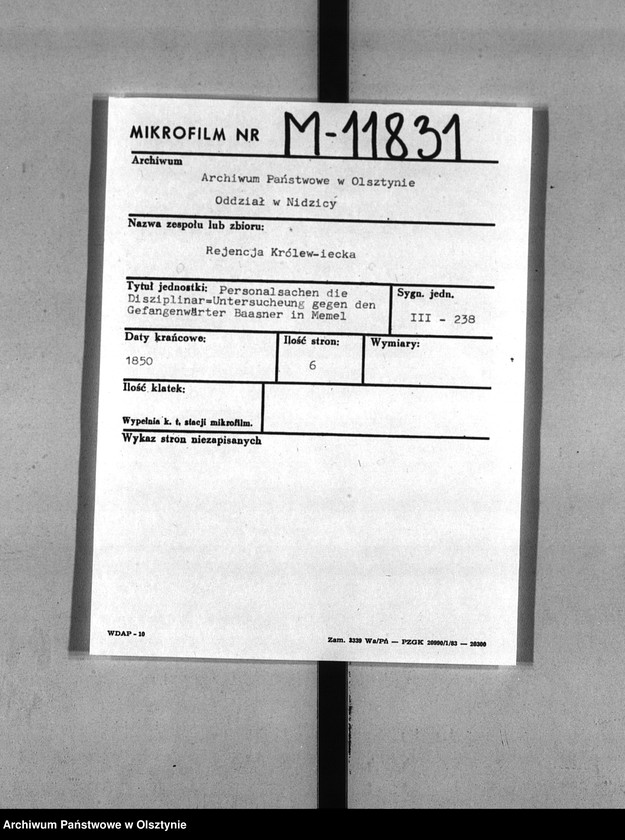 MIKROFILM NR M-11831
Archiwum
Archiwum Państwowe w Olsztynie
Oddział w Nidzicy
Nazwa zespołu lub zbioru:
Rejencja Królew-iecka
Tytuł jednostki: Personalsachen die
Disziplinar=Untersucheung gegen den
Gefangenwärter Baasner in Memel
Sygn. jedn.
III - 238
Daty krańcowe:
1850
Ilość stron:
6
Wymiary:
Ilość klatek:
Wypełnia k. t. stacji mikrofilm.
Wykaz stron niezapisanych
WDAP - 10
Zam. 3339 Wa/Pń — PZGK 20000/1/83 — 20300
Archiwum Państwowe w Olsztynie